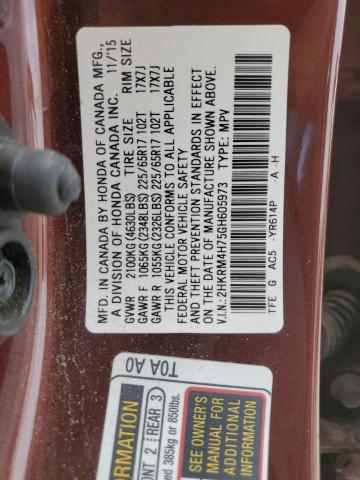 MFD. IN CANADA BY HONDA OF CANADA MFG.,
A DIVISION OF HONDA CANADA INC. 11/'15
GVWR 2100KG (4630LBS) TIRE SIZE RIM SIZE
GAWR F 1065KG (2348LBS) 225/65R17 102T 17X7J
GAWR R 1055KG (2326LBS) 225/65R17 102T 17X7J
THIS VEHICLE CONFORMS TO ALL APPLICABLE
FEDERAL MOTOR VEHICLE SAFETY
AND THEFT PREVENTION STANDARDS IN EFFECT
ON THE DATE OF MANUFACTURE SHOWN ABOVE.
V.I.N.: 2HKRM4H75GH605973 TYPE: MPV
TFE G AC5 -YR614P -A-H
T0A A0
ORMATION
ONT 2 REAR 3
ed 385kg or 850lbs.
SEE OWNER'S
MANUAL FOR
ADDITIONAL
INFORMATION